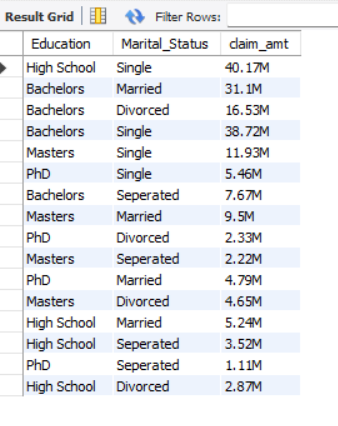 Result Grid Filter Rows:
Education Marital_Status claim_amt
High School Single 40.17M
Bachelors Married 31.1M
Bachelors Divorced 16.53M
Bachelors Single 38.72M
Masters Single 11.93M
PhD Single 5.46M
Bachelors Seperated 7.67M
Masters Married 9.5M
PhD Divorced 2.33M
Masters Seperated 2.22M
PhD Married 4.79M
Masters Divorced 4.65M
High School Married 5.24M
High School Seperated 3.52M
PhD Seperated 1.11M
High School Divorced 2.87M